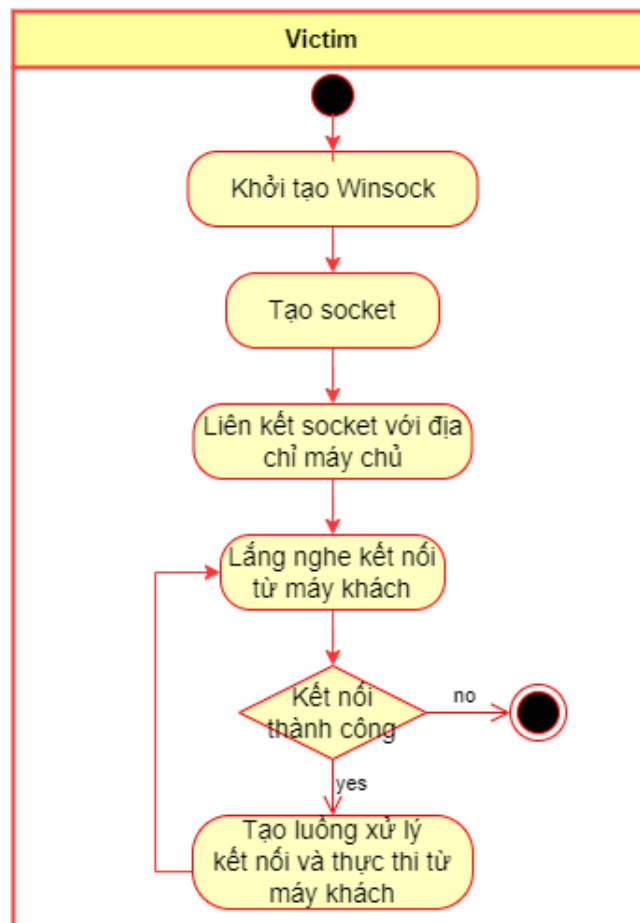 Victim
Khởi tạo Winsock
Tạo socket
Liên kết socket với địa
chỉ máy chủ
Lắng nghe kết nối
từ máy khách
Kết nối
thành công
no
yes
Tạo luồng xử lý
kết nối và thực thi từ
máy khách